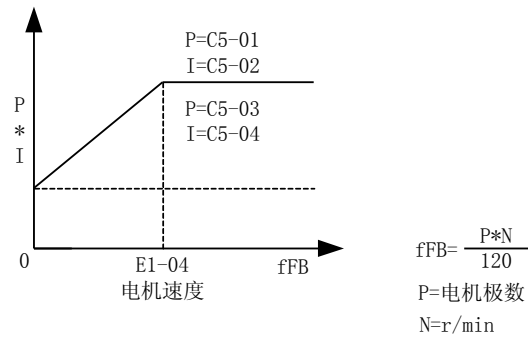 P=C5-01
I=C5-02
P
*
I
P=C5-03
I=C5-04
0
E1-04
fFB
电机速度
fFB= P*N
120
P=电机极数
N=r/min